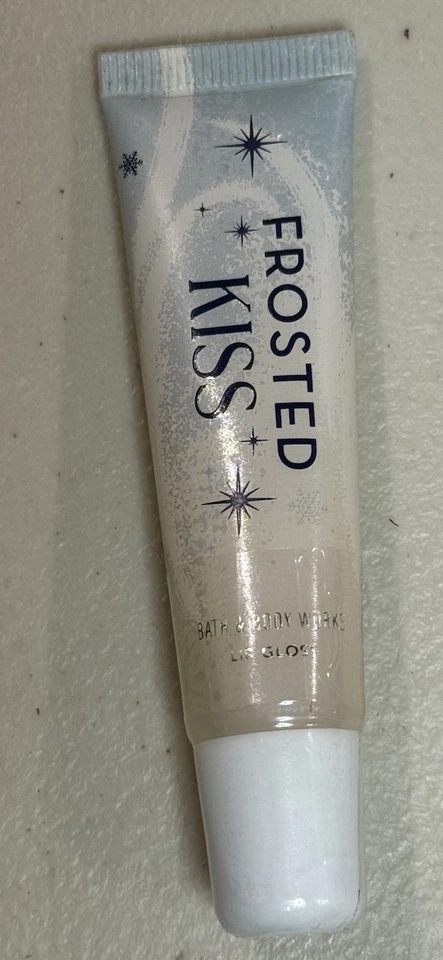 FROSTED
KISS
BATH & BODY WORKS
LIP GLOSS